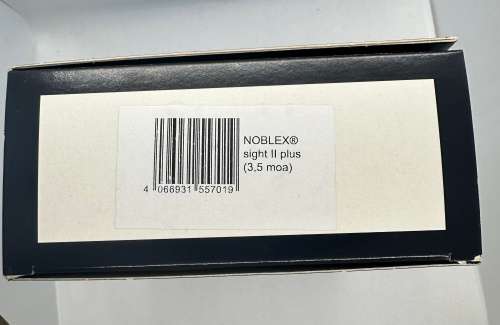 NOBLEX®
sight II plus
(3,5 moa)
4 066931 557019